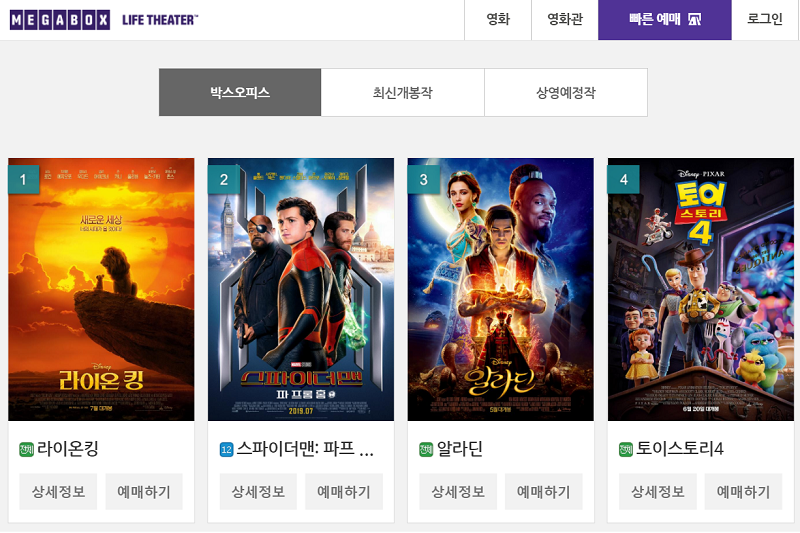 MEGABOX LIFE THEATER™
영화
영화관
빠른 예매
로그인
박스오피스
최신개봉작
상영예정작
1
새로운 세상
Disney
라이온 킹
7월 대개봉
2
MARVEL STUDIOS
스파이더맨
파 프롬 홈
2019.07
3
Disney
알라딘
5월 대개봉
4
Disney · PIXAR
토이
스토리
4
6월 20일 대개봉
전체 라이온킹
12 스파이더맨: 파프 ...
전체 알라딘
전체 토이스토리4
상세정보 예매하기
상세정보 예매하기
상세정보 예매하기
상세정보 예매하기